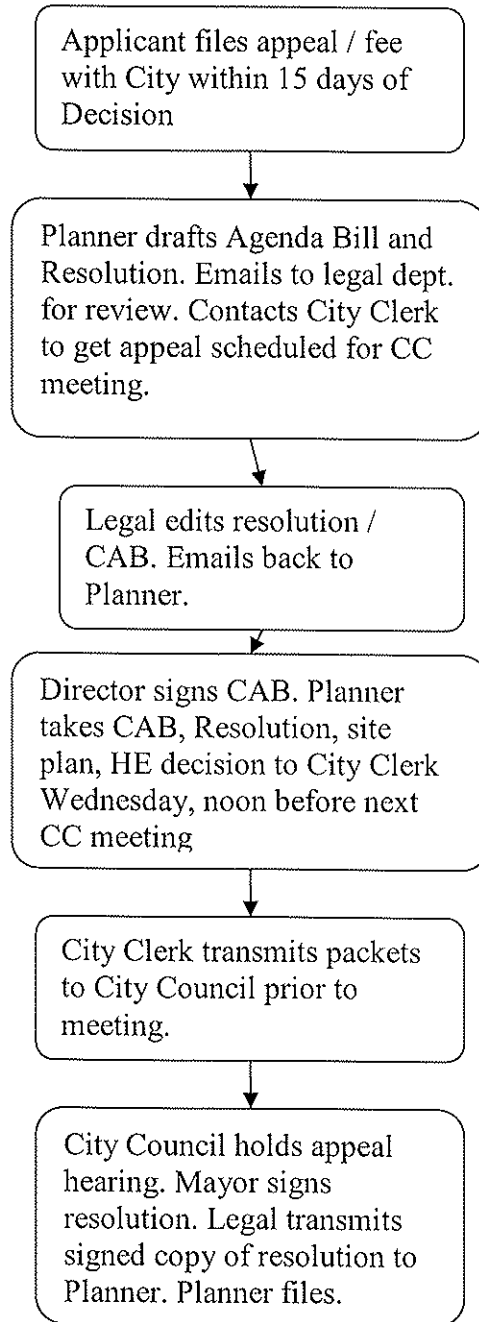 Applicant files appeal / fee
with City within 15 days of
Decision
Planner drafts Agenda Bill and
Resolution. Emails to legal dept.
for review. Contacts City Clerk
to get appeal scheduled for CC
meeting.
Legal edits resolution /
CAB. Emails back to
Planner.
Director signs CAB. Planner
takes CAB, Resolution, site
plan, HE decision to City Clerk
Wednesday, noon before next
CC meeting
City Clerk transmits packets
to City Council prior to
meeting.
City Council holds appeal
hearing. Mayor signs
resolution. Legal transmits
signed copy of resolution to
Planner. Planner files.